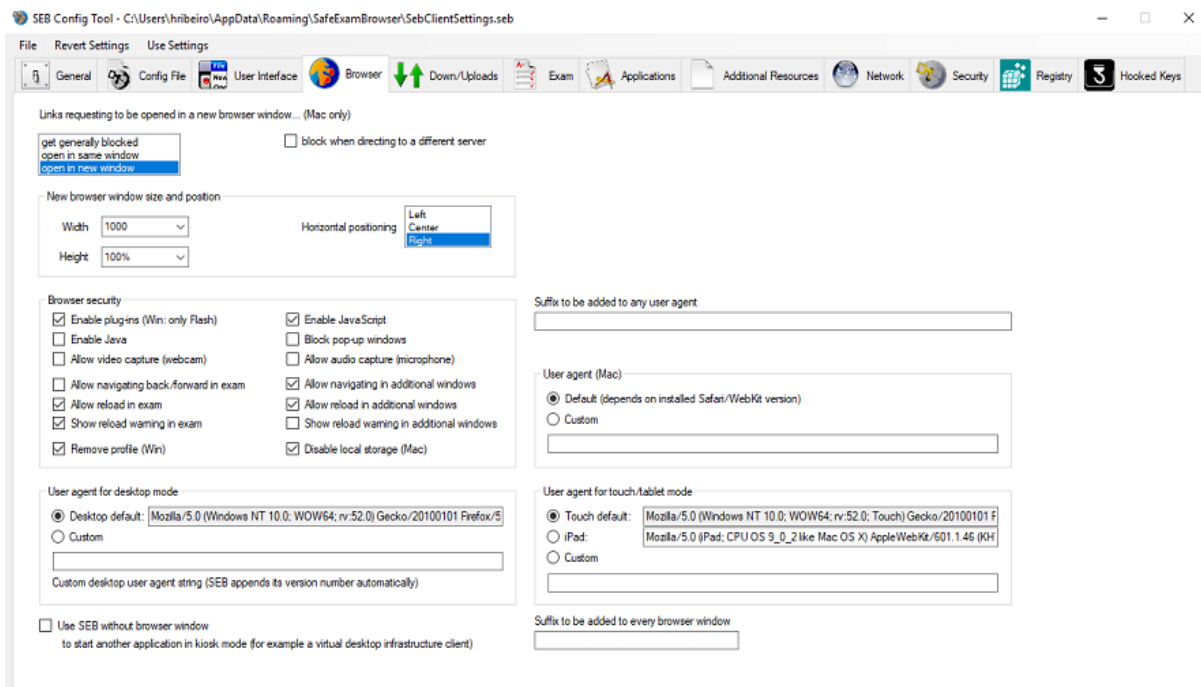 SEB Config Tool - C:\Users\hribeiro\AppData\Roaming\SafeExamBrowser\SebClientSettings.seb
File Revert Settings Use Settings
General Config File User Interface Browser Down/Uploads Exam Applications Additional Resources Network Security Registry Hooked Keys
Links requesting to be opened in a new browser window... (Mac only)
get generally blocked
open in same window
open in new window
block when directing to a different server
New browser window size and position
Width 1000
Height 100%
Horizontal positioning
Left
Center
Right
Browser security
Enable plug-ins (Win: only Flash)
Enable JavaScript
Enable Java
Block pop-up windows
Allow video capture (webcam)
Allow audio capture (microphone)
Allow navigating back/forward in exam
Allow navigating in additional windows
Allow reload in exam
Allow reload in additional windows
Show reload warning in exam
Show reload warning in additional windows
Remove profile (Win)
Disable local storage (Mac)
Suffix to be added to any user agent
User agent (Mac)
Default (depends on installed Safari/WebKit version)
Custom
User agent for desktop mode
Desktop default: Mozilla/5.0 (Windows NT 10.0; WOW64; rv:52.0) Gecko/20100101 Firefox/5
Custom
Custom desktop user agent string (SEB appends its version number automatically)
User agent for touch/tablet mode
Touch default: Mozilla/5.0 (Windows NT 10.0; WOW64; rv:52.0; Touch) Gecko/20100101 F
iPad: Mozilla/5.0 (iPad; CPU OS 9_0_2 like Mac OS X) AppleWebKit/601.1.46 (KH
Custom
Use SEB without browser window
to start another application in kiosk mode (for example a virtual desktop infrastructure client)
Suffix to be added to every browser window